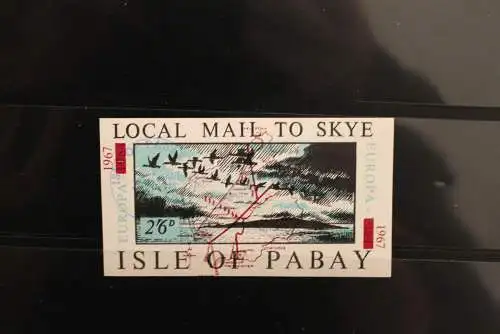 LOCAL MAIL TO SKYE
1967
EUROPA
EUROPA
2'6D
1967
ISLE OF PABAY